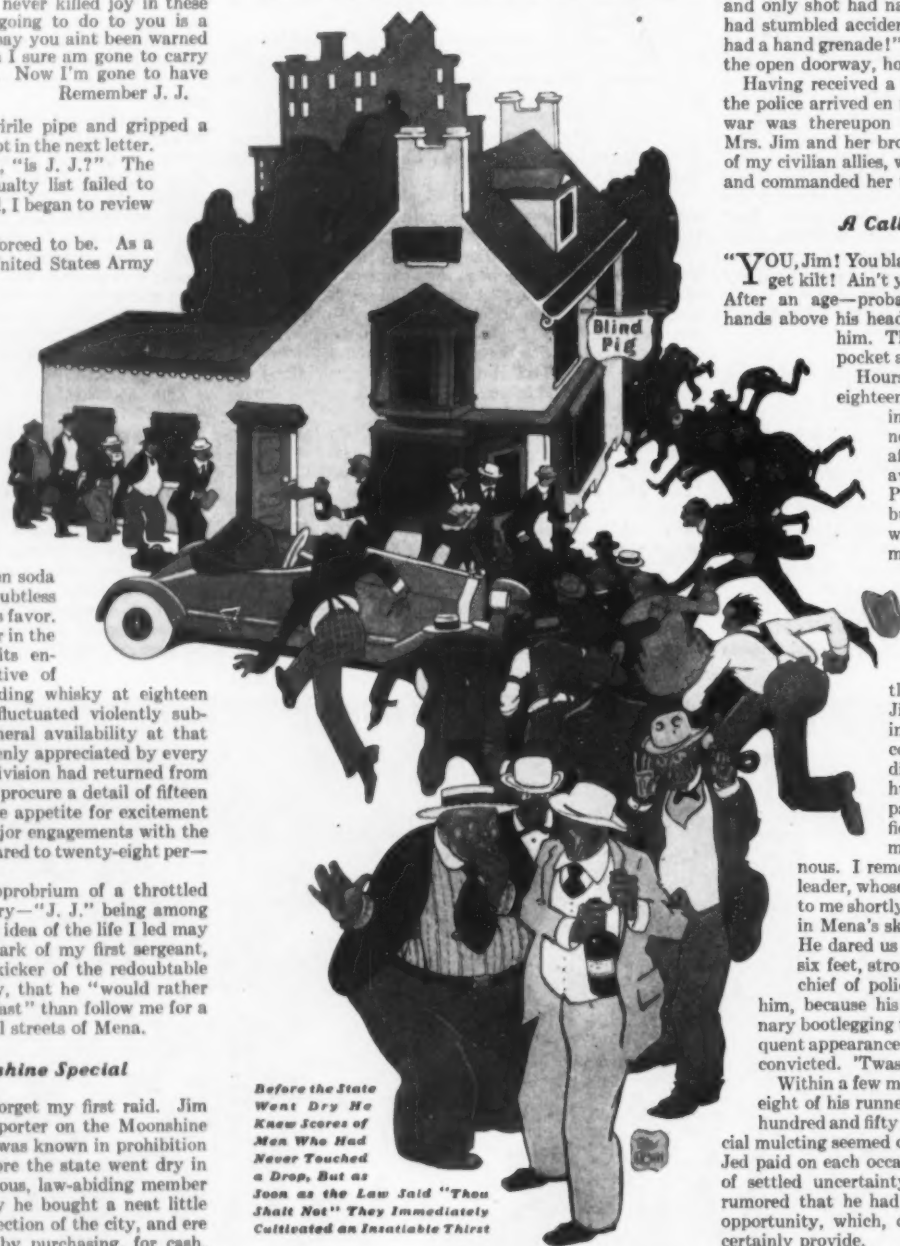 never killed joy in these
going to do to you is a
say you aint been warned
I sure am gone to carry
Now I'm gone to have
Remember J. J.
irile pipe and gripped a
ot in the next letter.
, "is J. J.?" The
ualty list failed to
, I began to review
orced to be. As a
nited States Army
n soda
ubtless
s favor.
r in the
its en-
tive of
ding whisky at eighteen
fluctuated violently sub-
neral availability at that
enly appreciated by every
ivision had returned from
procure a detail of fifteen
e appetite for excitement
jor engagements with the
ared to twenty-eight per—
pprobrium of a throttled
ry—"J. J." being among
idea of the life I led may
ark of my first sergeant,
kicker of the redoubtable
y, that he "would rather
ast" than follow me for a
l streets of Mena.
shine Special
orget my first raid. Jim
porter on the Moonshine
was known in prohibition
ore the state went dry in
ous, law-abiding member
y he bought a neat little
ection of the city, and ere
by purchasing, for cash,
Blind
Pig
Before the State
Went Dry He
Knew Scores of
Men Who Had
Never Touched
a Drop, But as
Soon as the Law Said "Thou
Shalt Not" They Immediately
Cultivated an Insatiable Thirst
and only shot had na
had stumbled accider
had a hand grenade!"
the open doorway, ho
Having received a
the police arrived en
war was thereupon
Mrs. Jim and her bro
of my civilian allies, w
and commanded her
A Call
"YOU, Jim! You bla
get kilt! Ain't y
After an age—proba
hands above his head
him. Th
pocket a
Hours
eighteen
in
ne
af
av
P
bu
w
m
th
Ji
in
co
di
hu
pa
fic
m
nous. I reme
leader, whose
to me shortly
in Mena's sk
He dared us
six feet, stro
chief of polic
him, because his
nary bootlegging
quent appearance
convicted. 'Twas
Within a few m
eight of his runne
hundred and fifty
cial mulcting seemed o
Jed paid on each occa
of settled uncertainty
rumored that he had
opportunity, which, o
certainly provide.